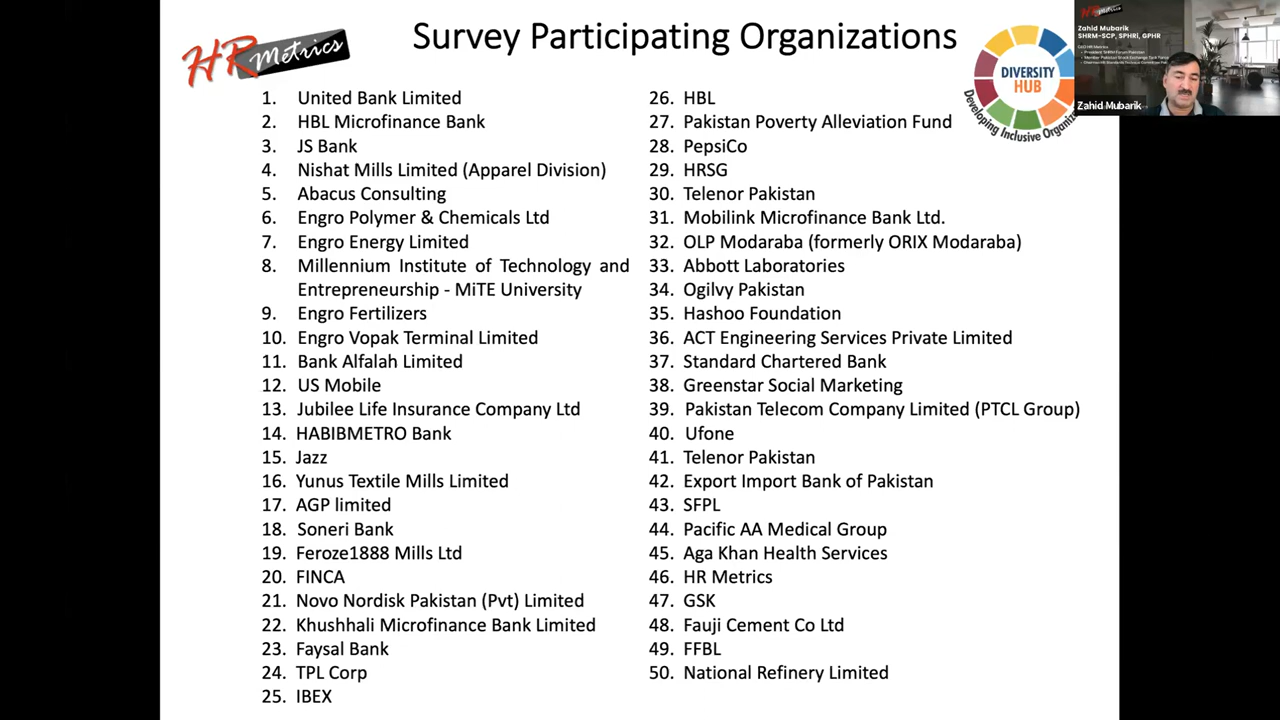 HR metrics
Survey Participating Organizations
DIVERSITY
HUB
Developing Inclusive
Zahid Mubarik
SHRM-SCP, SPHRI, GPHR
Zahid Mubarik
1. United Bank Limited
2. HBL Microfinance Bank
3. JS Bank
4. Nishat Mills Limited (Apparel Division)
5. Abacus Consulting
6. Engro Polymer & Chemicals Ltd
7. Engro Energy Limited
8. Millennium Institute of Technology and
Entrepreneurship - MiTE University
9. Engro Fertilizers
10. Engro Vopak Terminal Limited
11. Bank Alfalah Limited
12. US Mobile
13. Jubilee Life Insurance Company Ltd
14. HABIBMETRO Bank
15. Jazz
16. Yunus Textile Mills Limited
17. AGP limited
18. Soneri Bank
19. Feroze1888 Mills Ltd
20. FINCA
21. Novo Nordisk Pakistan (Pvt) Limited
22. Khushhali Microfinance Bank Limited
23. Faysal Bank
24. TPL Corp
25. IBEX
26. HBL
27. Pakistan Poverty Alleviation Fund
28. PepsiCo
29. HRSG
30. Telenor Pakistan
31. Mobilink Microfinance Bank Ltd.
32. OLP Modaraba (formerly ORIX Modaraba)
33. Abbott Laboratories
34. Ogilvy Pakistan
35. Hashoo Foundation
36. ACT Engineering Services Private Limited
37. Standard Chartered Bank
38. Greenstar Social Marketing
39. Pakistan Telecom Company Limited (PTCL Group)
40. Ufone
41. Telenor Pakistan
42. Export Import Bank of Pakistan
43. SFPL
44. Pacific AA Medical Group
45. Aga Khan Health Services
46. HR Metrics
47. GSK
48. Fauji Cement Co Ltd
49. FFBL
50. National Refinery Limited